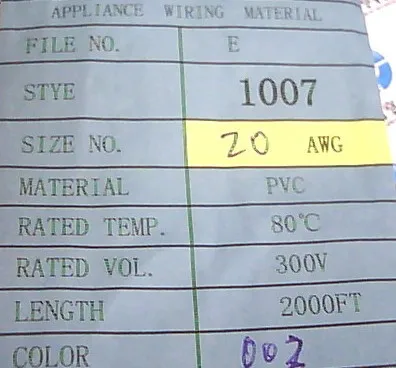 APPLIANCE WIRING MATERIAL
FILE NO. E
STYE 1007
SIZE NO. 20 AWG
MATERIAL PVC
RATED TEMP. 80℃
RATED VOL. 300V
LENGTH 2000FT
COLOR 002